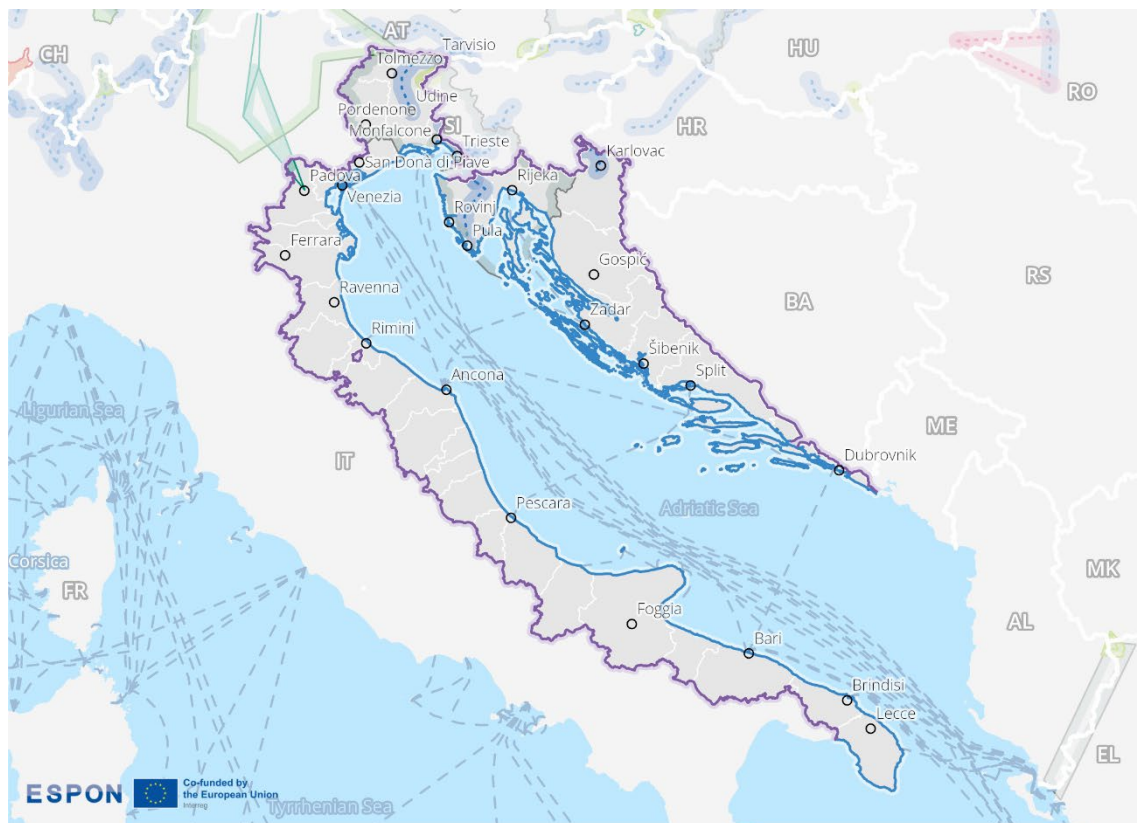 CH
AT
HU
RO
Tarvisio
Tolmezzo
Udine
Pordenone
Monfalcone
SI
HR
Trieste
San Donà di Piave
Karlovac
Padova
Venezia
Rijeka
Rovinj
Pula
Ferrara
Gospić
RS
BA
Ravenna
Zadar
Rimini
Šibenik
Split
Ancona
Ligurian Sea
ME
IT
Dubrovnik
Pescara
Adriatic Sea
Corsica
FR
MK
Foggia
AL
Bari
Brindisi
Lecce
EL
ESPON
Co-funded by
the European Union
Interreg
Tyrrhenian Sea